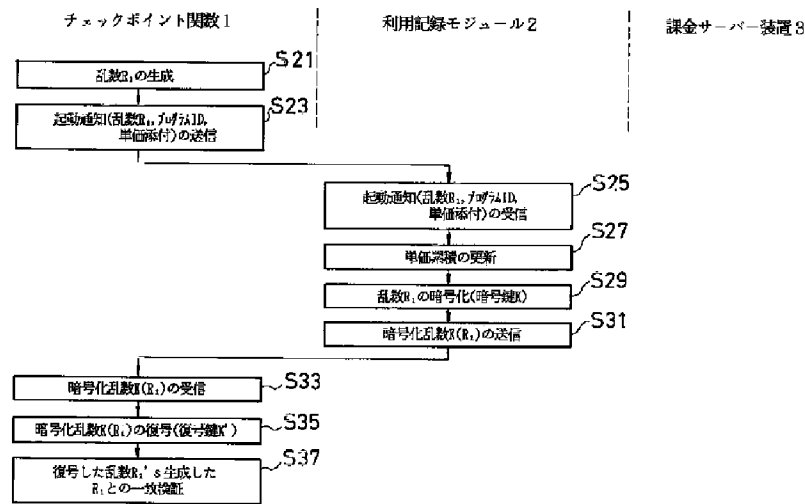 チェックポイント関数1
利用記録モジュール2
課金サーバー装置3
乱数R₁の生成
S21
起動通知(乱数R₁,プログラムID,
単価添付)の送信
S23
起動通知(乱数R₁,プログラムID,
単価添付)の受信
S25
単価累積の更新
S27
乱数R₁の暗号化(暗号鍵K)
S29
暗号化乱数K(R₁)の送信
S31
暗号化乱数K(R₁)の受信
S33
暗号化乱数K(R₁)の復号(復号鍵K')
S35
復号した乱数R₁'s生成した
R₁との一致検証
S37